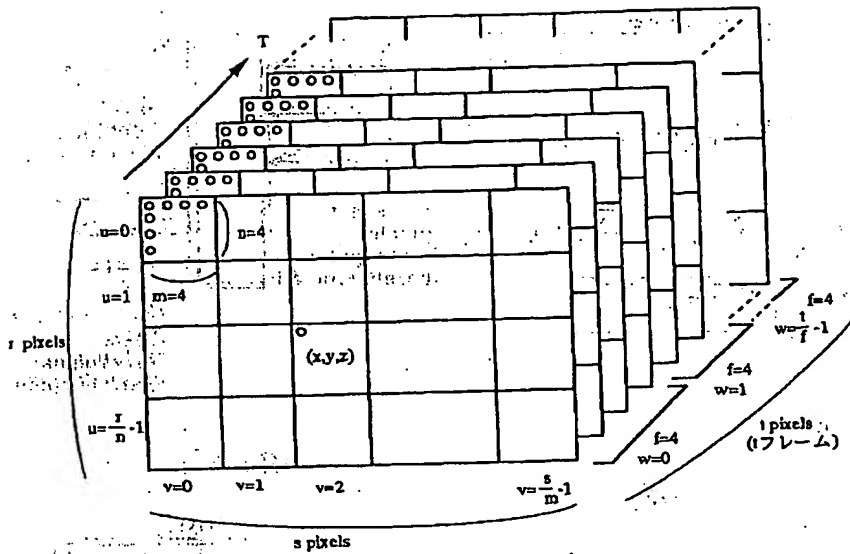 T
u=0
n=4
u=1
m=4
r pixels
(x,y,z)
u=r/n-1
v=0
v=1
v=2
v=s/m-1
s pixels
f=4
w=0
f=4
w=1
f=4
w=t/f-1
t pixels
(tフレーム)